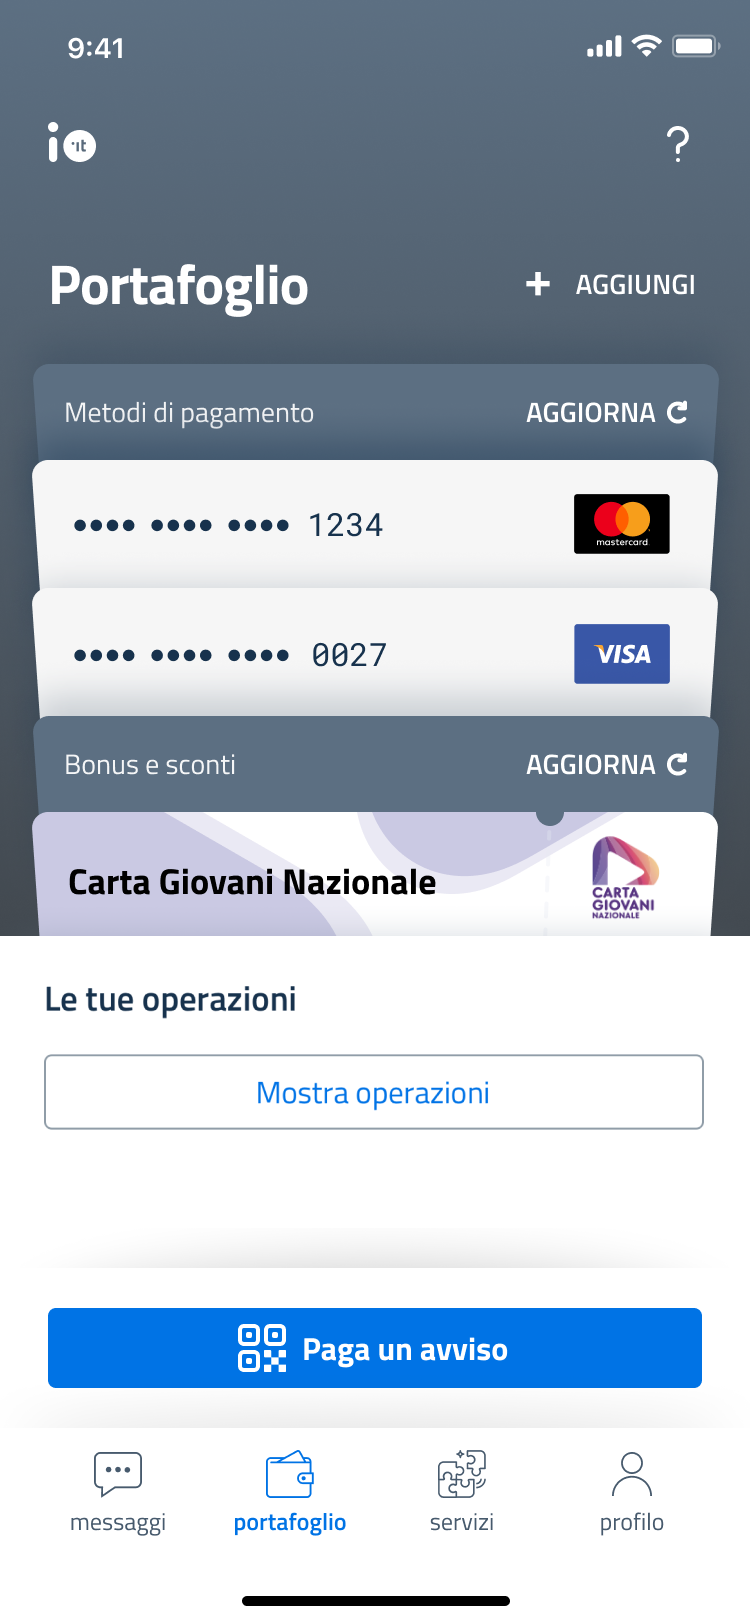 9:41
io it
?
Portafoglio
+ AGGIUNGI
Metodi di pagamento AGGIORNA
•••• •••• •••• 1234 mastercard
•••• •••• •••• 0027 VISA
Bonus e sconti AGGIORNA
Carta Giovani Nazionale
CARTA
GIOVANI
NAZIONALE
Le tue operazioni
Mostra operazioni
Paga un avviso
messaggi portafoglio servizi profilo